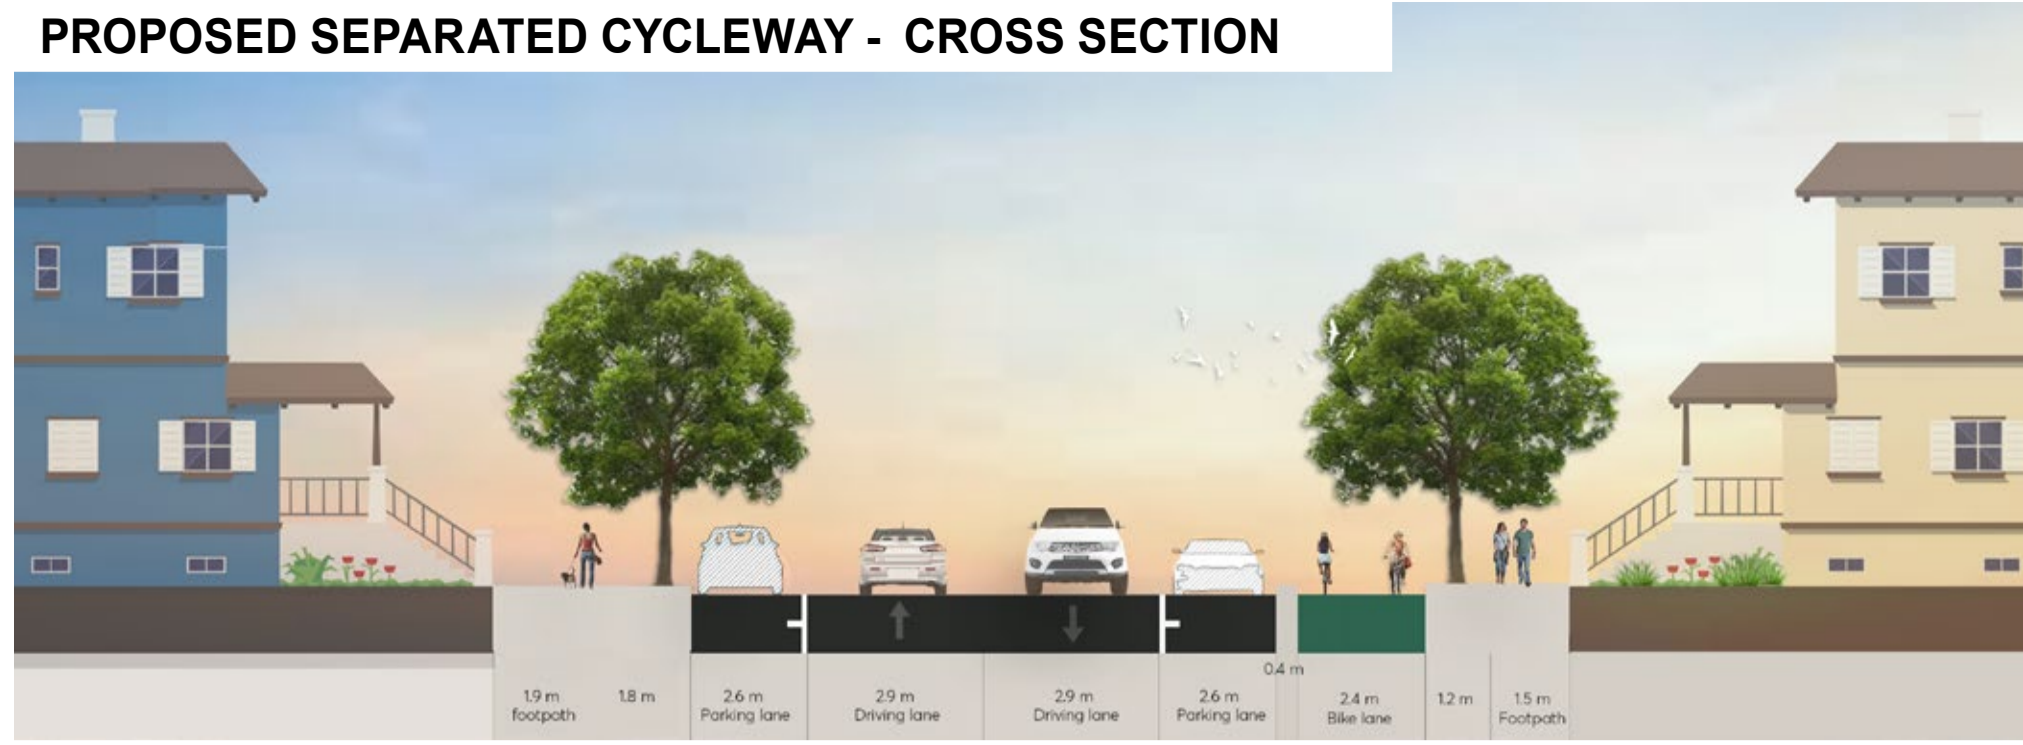 PROPOSED SEPARATED CYCLEWAY - CROSS SECTION
0.4 m
1.9 m
footpath
1.8 m
2.6 m
Parking lane
2.9 m
Driving lane
2.9 m
Driving lane
2.6 m
Parking lane
2.4 m
Bike lane
1.2 m
1.5 m
Footpath